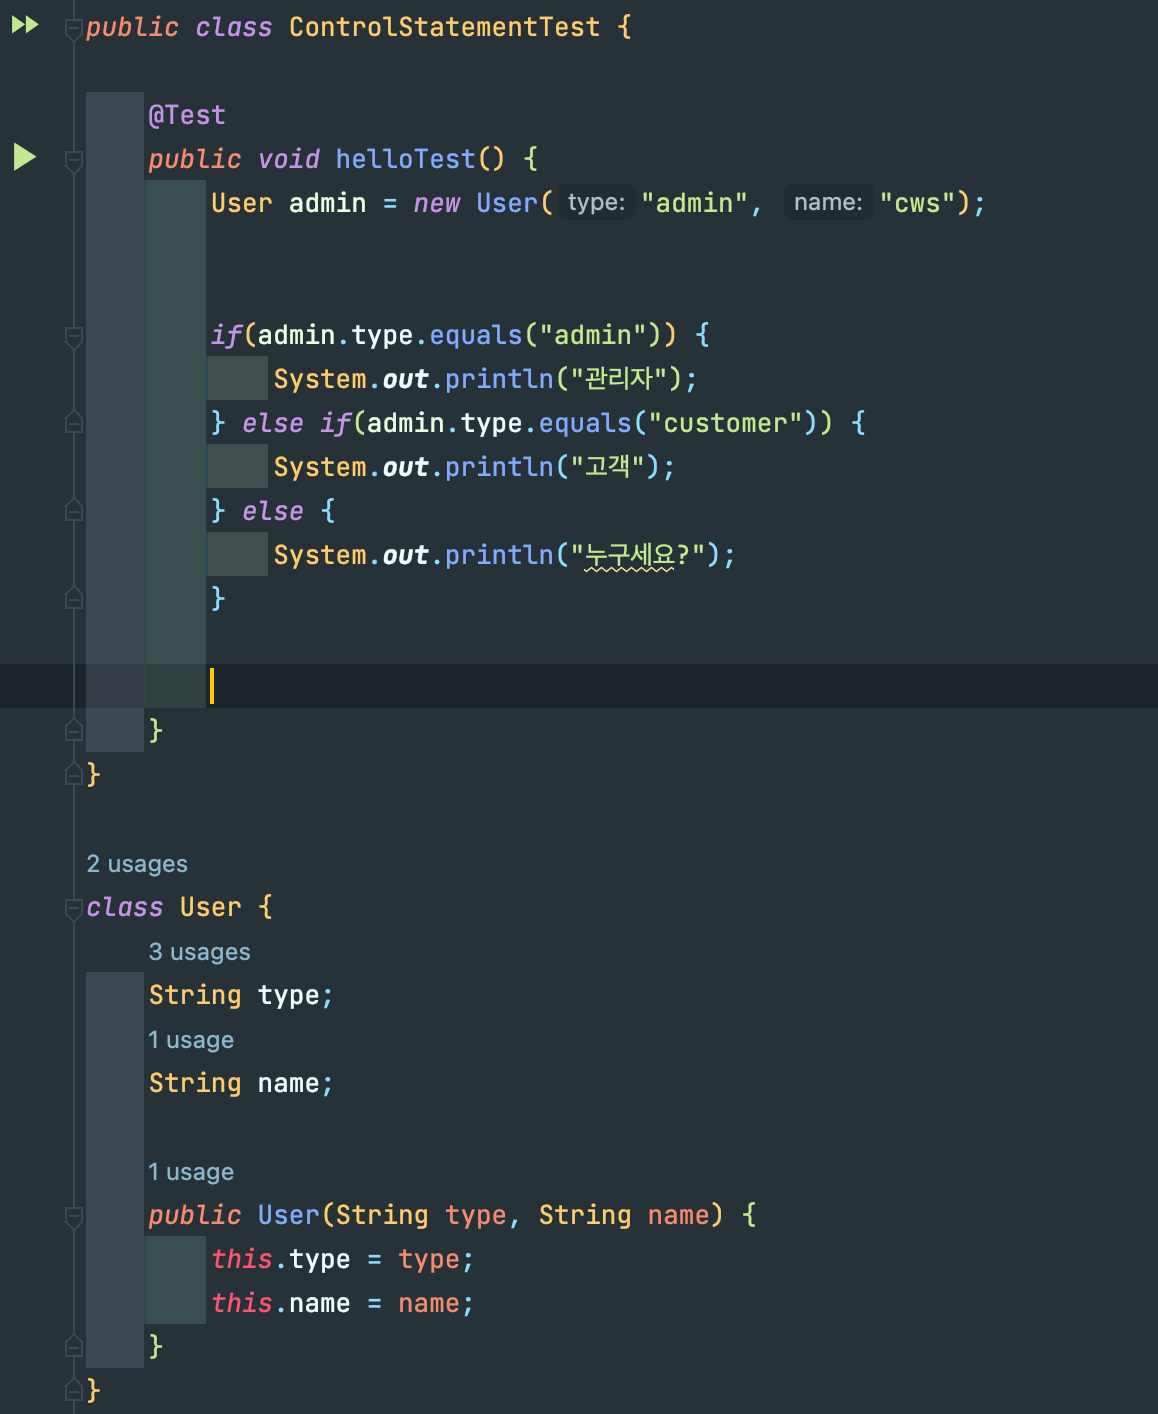 public class ControlStatementTest {
@Test
public void helloTest() {
User admin = new User( type: "admin", name: "cws");
if(admin.type.equals("admin")) {
System.out.println("관리자");
} else if(admin.type.equals("customer")) {
System.out.println("고객");
} else {
System.out.println("누구세요?");
}
}
}
2 usages
class User {
3 usages
String type;
1 usage
String name;
1 usage
public User(String type, String name) {
this.type = type;
this.name = name;
}
}